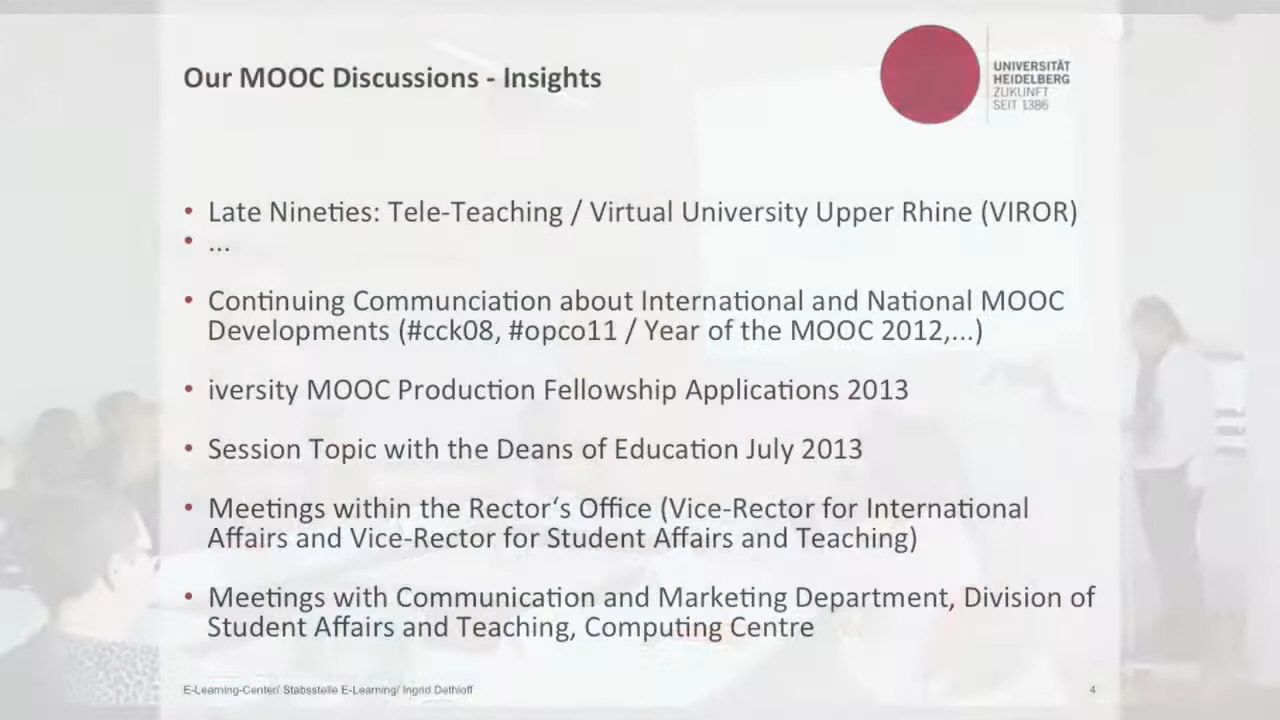 Our MOOC Discussions - Insights
UNIVERSITÄT
HEIDELBERG
ZUKUNFT
SEIT 1386
• Late Nineties: Tele-Teaching / Virtual University Upper Rhine (VIROR)
• ...
• Continuing Communciation about International and National MOOC
Developments (#cck08, #opco11 / Year of the MOOC 2012,...)
• iversity MOOC Production Fellowship Applications 2013
• Session Topic with the Deans of Education July 2013
• Meetings within the Rector‘s Office (Vice-Rector for International
Affairs and Vice-Rector for Student Affairs and Teaching)
• Meetings with Communication and Marketing Department, Division of
Student Affairs and Teaching, Computing Centre
E-Learning-Center/ Stabsstelle E-Learning/ Ingrid Dethloff
4